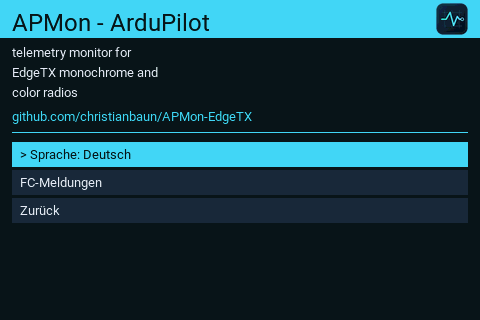 APMon - ArduPilot
telemetry monitor for
EdgeTX monochrome and
color radios
github.com/christianbaun/APMon-EdgeTX
> Sprache: Deutsch
FC-Meldungen
Zurück